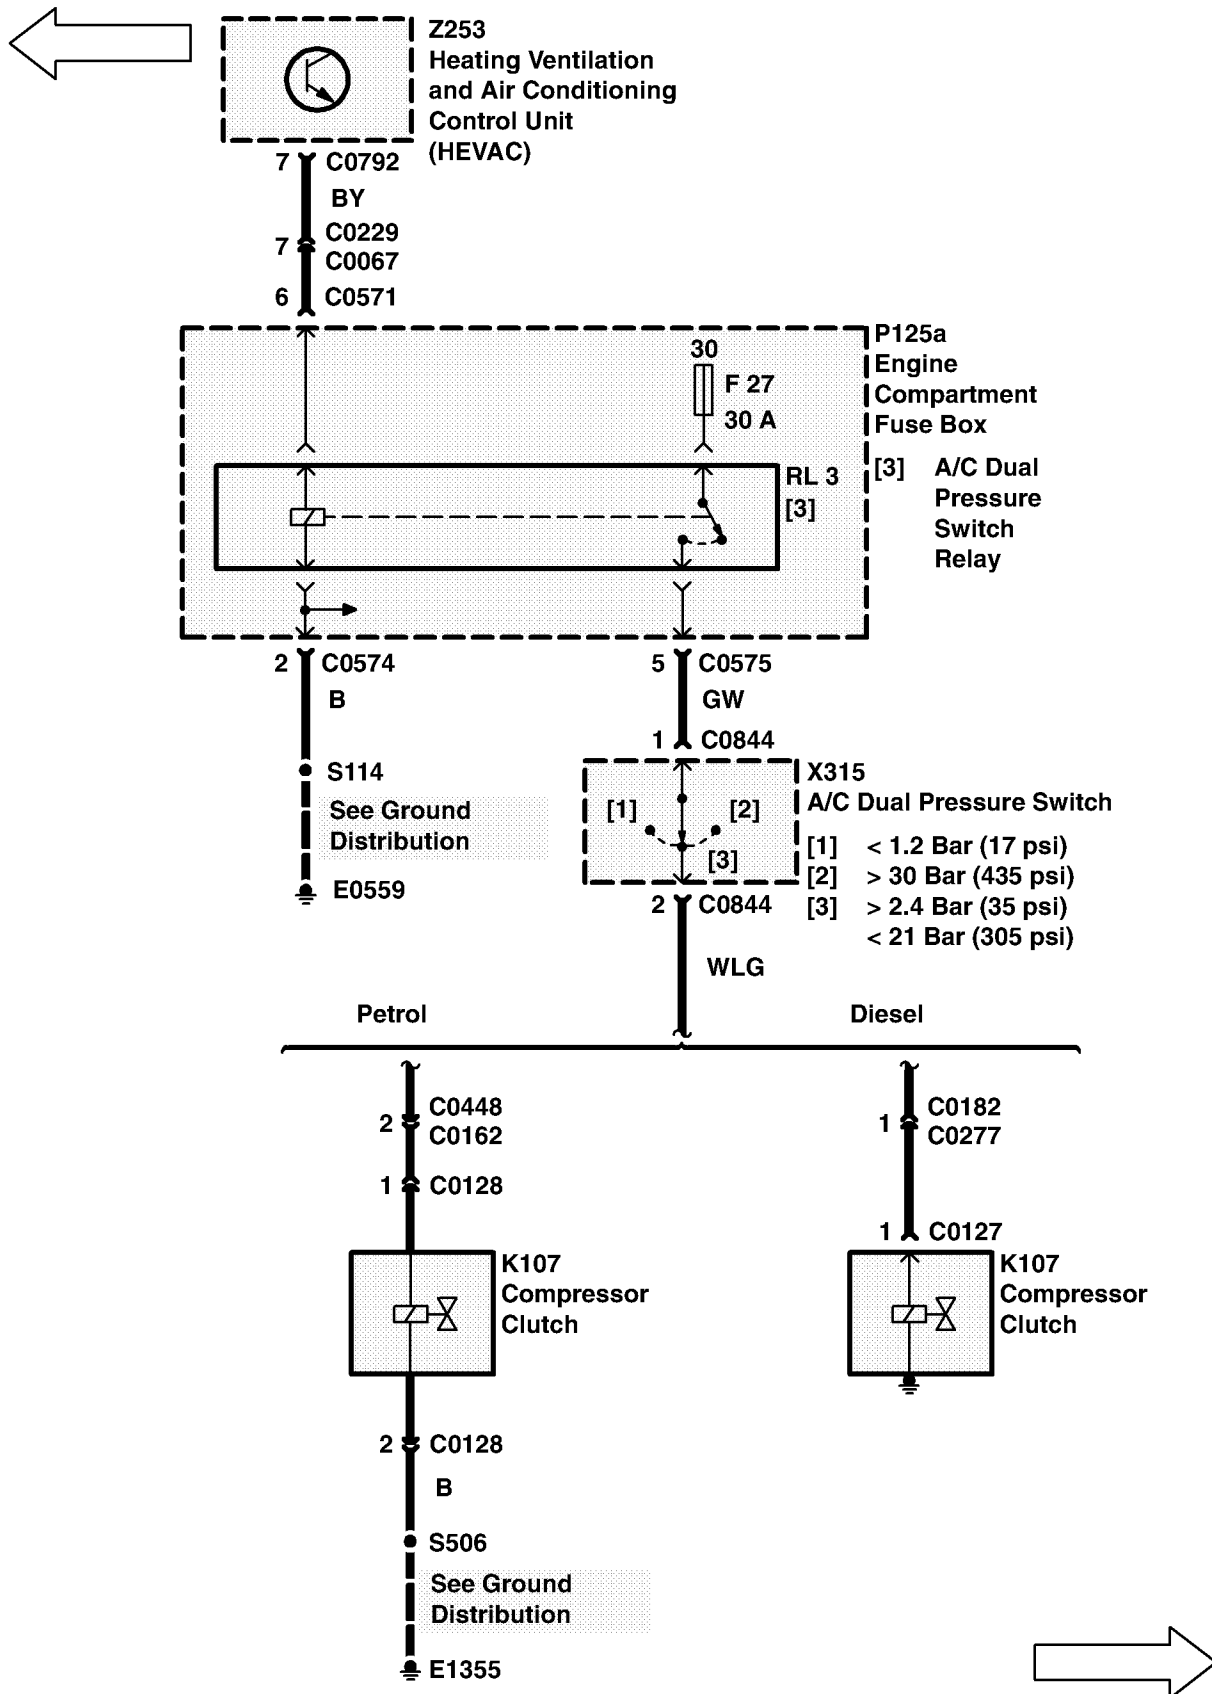 Z253
Heating Ventilation
and Air Conditioning
Control Unit
(HEVAC)
7 C0792
BY
7 C0229
C0067
6 C0571
P125a
Engine
Compartment
Fuse Box
30
F 27
30 A
RL 3
[3]
[3] A/C Dual
Pressure
Switch
Relay
2 C0574
B
5 C0575
GW
1 C0844
S114
See Ground
Distribution
E0559
X315
A/C Dual Pressure Switch
[1] [2]
[3]
[1] < 1.2 Bar (17 psi)
[2] > 30 Bar (435 psi)
[3] > 2.4 Bar (35 psi)
< 21 Bar (305 psi)
2 C0844
WLG
Petrol
Diesel
2 C0448
C0162
1 C0128
1 C0182
C0277
1 C0127
K107
Compressor
Clutch
K107
Compressor
Clutch
2 C0128
B
S506
See Ground
Distribution
E1355